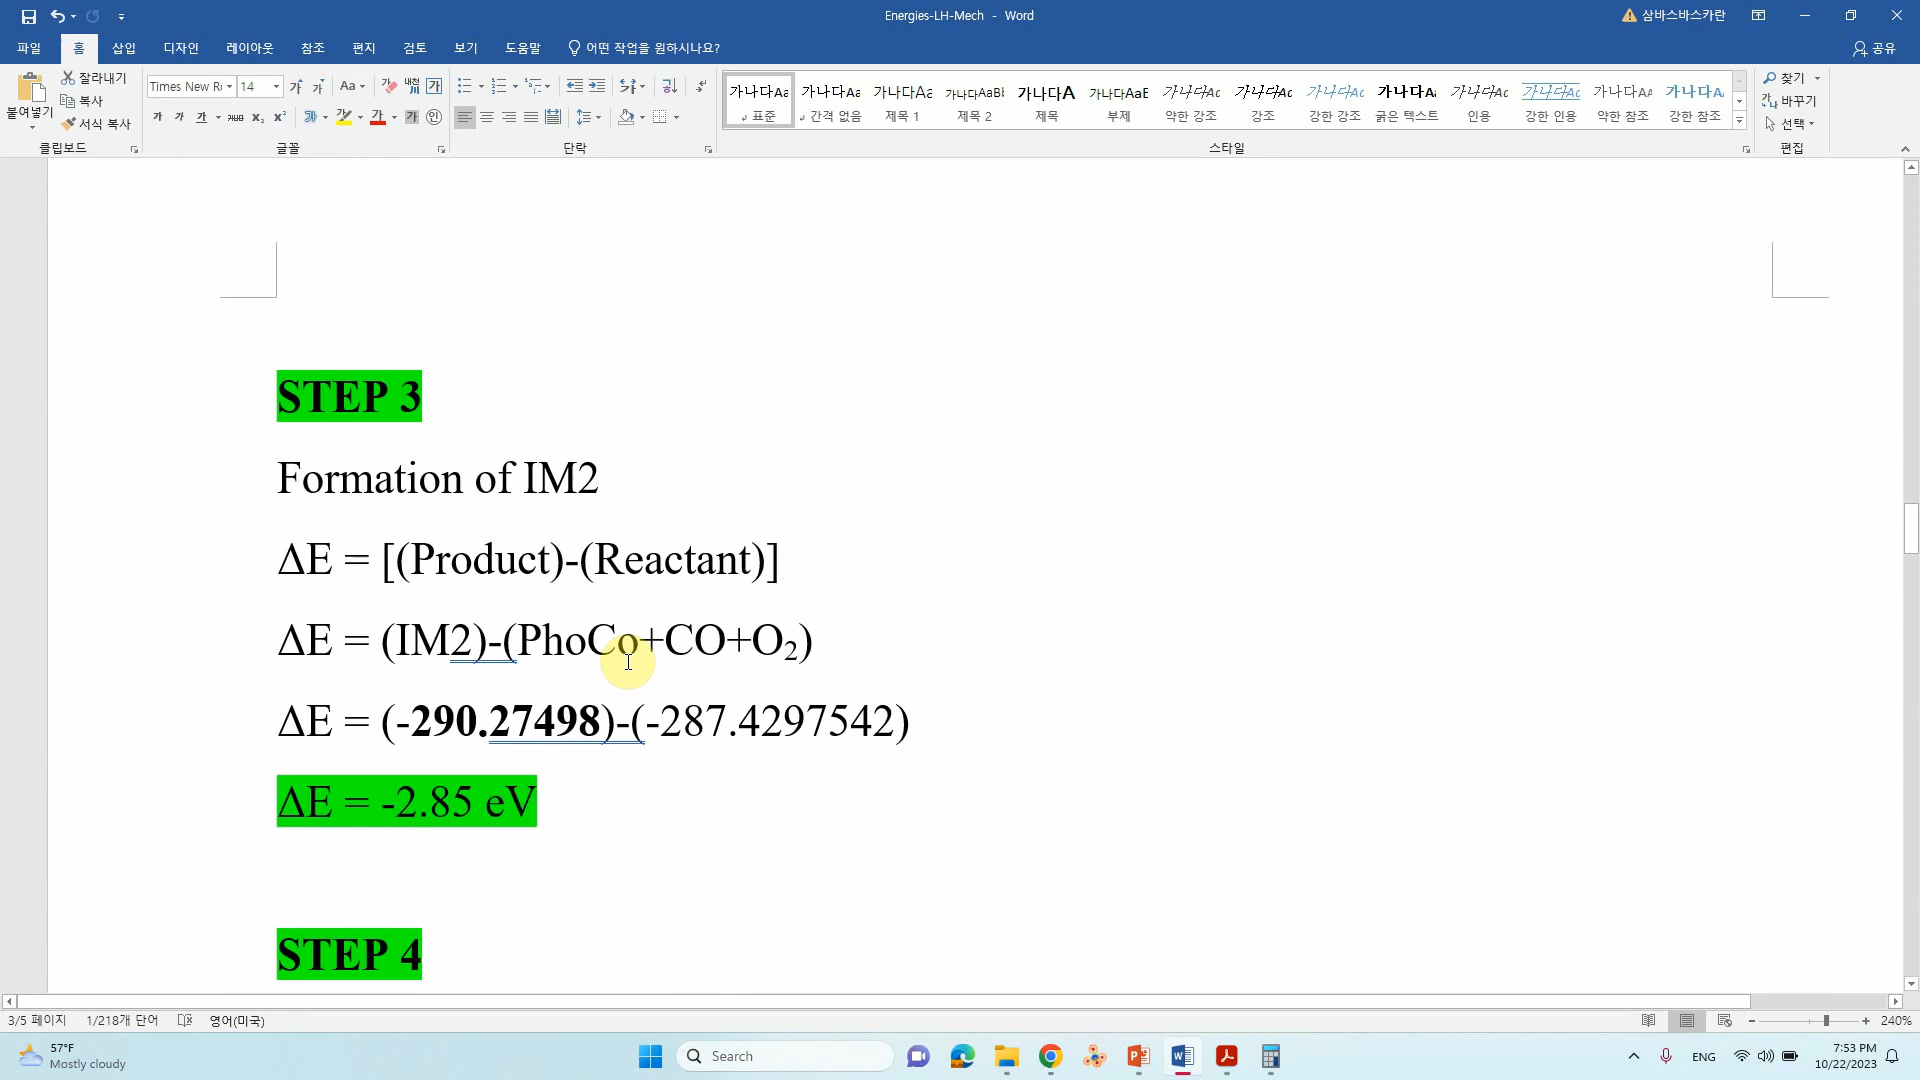 Energies-LH-Mech - Word
삼바스바스카란
파일 홈 삽입 디자인 레이아웃 참조 편지 검토 보기 도움말 어떤 작업을 원하시나요? 공유
붙여넣기
잘라내기
복사
서식 복사
클립보드
Times New Ro 14
글꼴
단락
가나다Aa 가나다Aa 가나다Aa 가나다AaBl 가나다A 가나다AaE 가나다Aa 가나다Aa 가나다Aa 가나다Aa 가나다Aa 가나다Aa 가나다Aa 가나다Aa
표준 간격 없음 제목 1 제목 2 제목 부제 약한 강조 강조 강한 강조 굵은 텍스트 인용 강한 인용 약한 참조 강한 참조
스타일
찾기
바꾸기
선택
편집
STEP 3
Formation of IM2
ΔE = [(Product)-(Reactant)]
ΔE = (IM2)-(PhoCo+CO+O₂)
ΔE = (-290.27498)-(-287.4297542)
ΔE = -2.85 eV
STEP 4
3/5 페이지 1/218개 단어 영어(미국) 240%
57°F
Mostly cloudy
Search
ENG
7:53 PM
10/22/2023